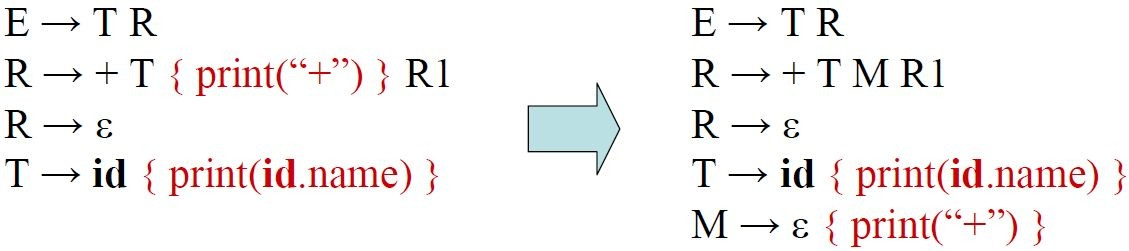 E → T R
R → + T { print(“+”) } R1
R → ε
T → id { print(id.name) }
E → T R
R → + T M R1
R → ε
T → id { print(id.name) }
M → ε { print(“+”) }